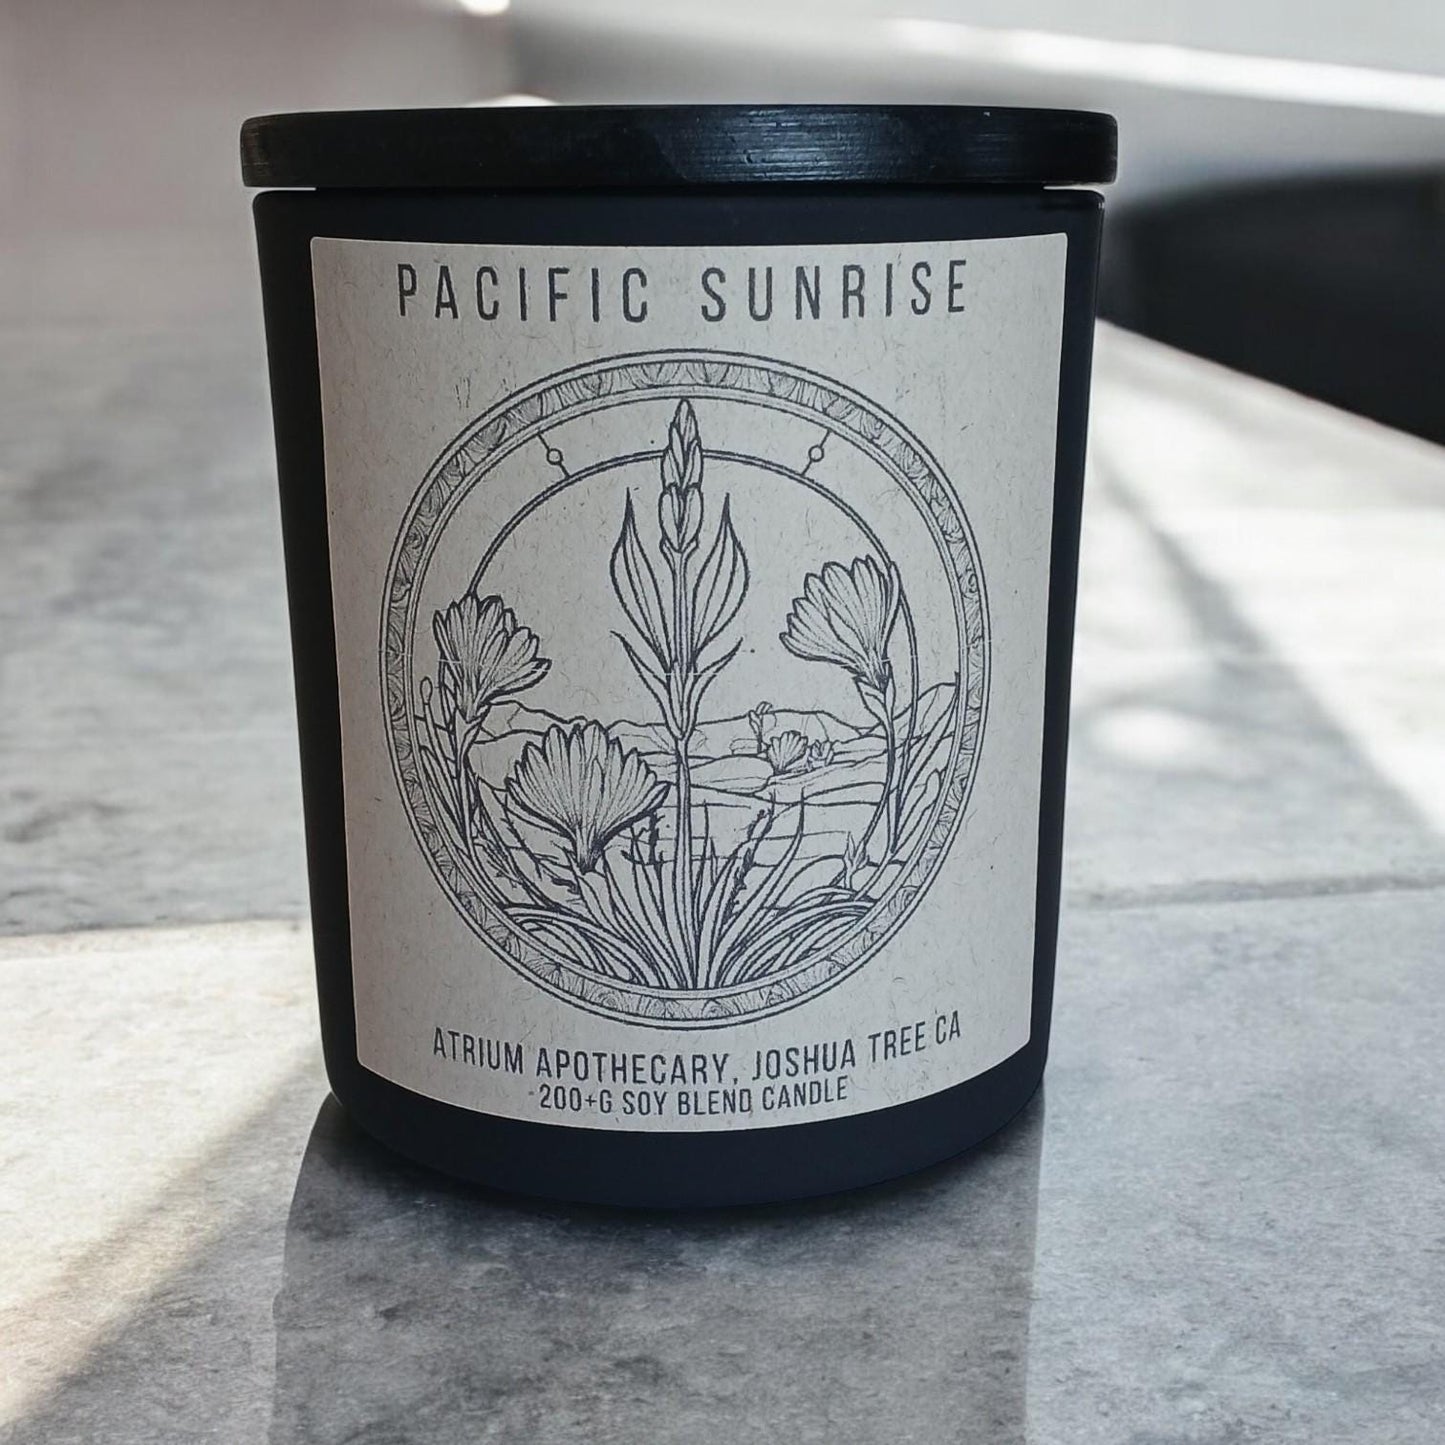 PACIFIC SUNRISE
ATRIUM APOTHECARY, JOSHUA TREE CA
200+G SOY BLEND CANDLE